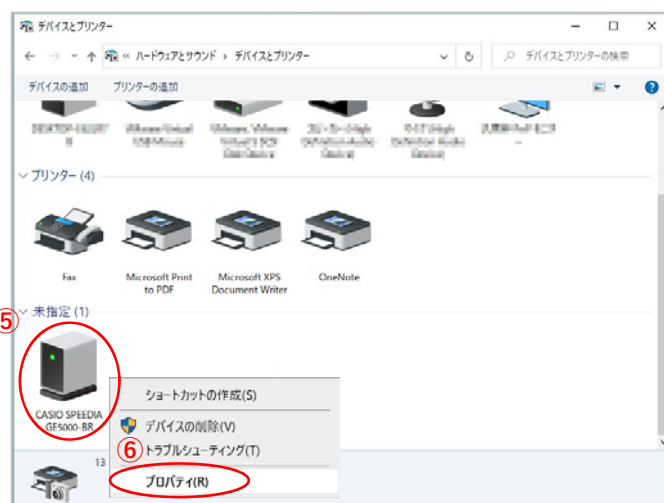 デバイスとプリンター
« ハードウェアとサウンド › デバイスとプリンター
デバイスとプリンターの検索
デバイスの追加 プリンターの追加
プリンター (4)
Fax
Microsoft Print
to PDF
Microsoft XPS
Document Writer
OneNote
未指定 (1)
⑤
CASIO SPEEDIA
GE5000-BR
ショートカットの作成(S)
デバイスの削除(V)
⑥
トラブルシューティング(T)
プロパティ(R)
13